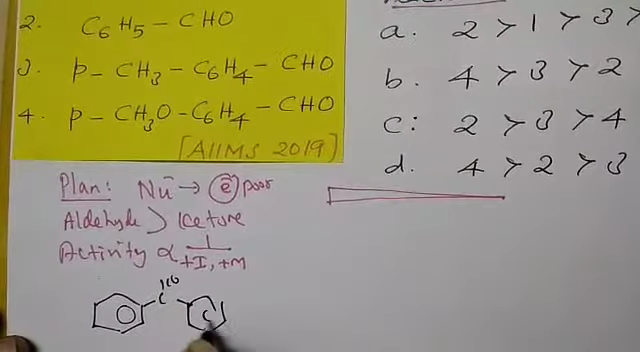 2. C6H5 - CHO
3. p - CH3 - C6H4 - CHO
4. p - CH3O - C6H4 - CHO
[AIIMS 2019]
a. 2 > 1 > 3 >
b. 4 > 3 > 2
c: 2 > 3 > 4
d. 4 > 2 > 3
Plan: Nu → e poor
Aldehyde > Ketone
Activity ∝ 1/+I, +M
C